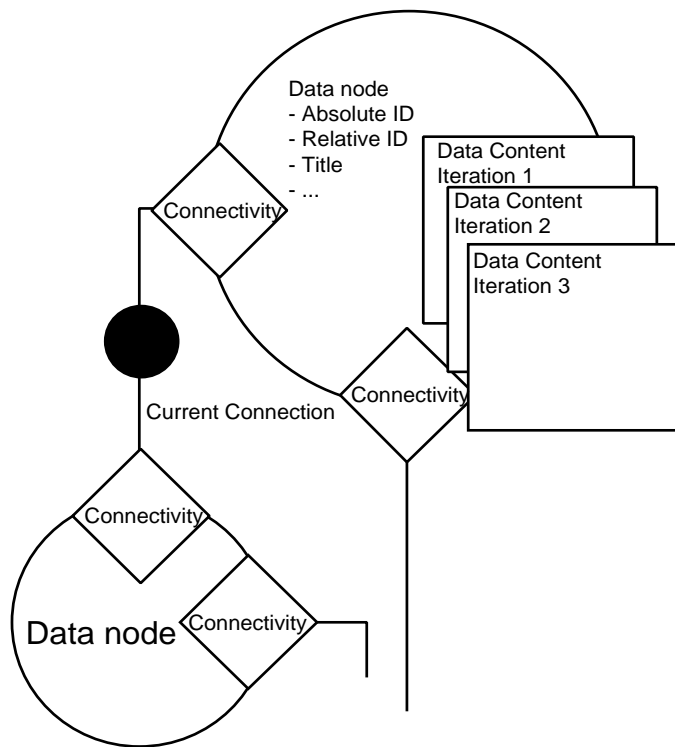 Data node
- Absolute ID
- Relative ID
- Title
- ...
Data Content
Iteration 1
Data Content
Iteration 2
Data Content
Iteration 3
Connectivity
Connectivity
Current Connection
Connectivity
Data node
Connectivity